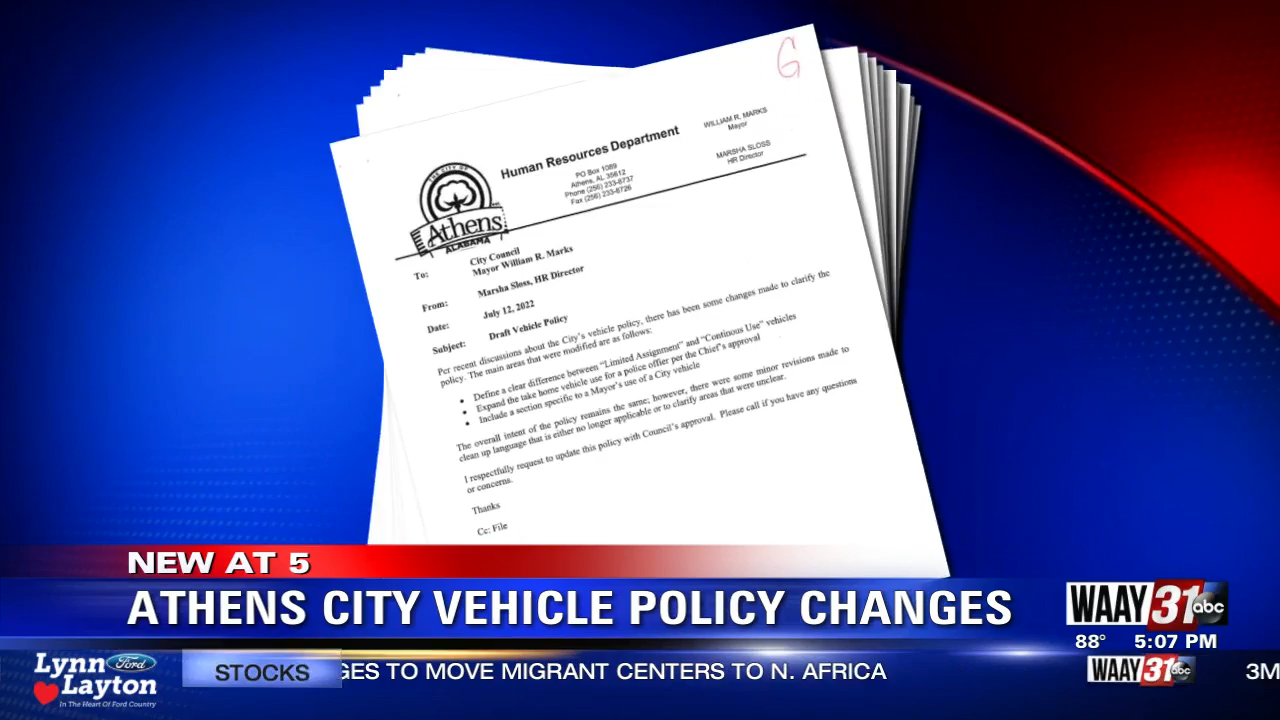 G
WILLIAM R. MARKS
Mayor
MARSHA SLOSS
HR Director
Human Resources Department
PO Box 1089
Athens, AL 35612
Phone (256) 233-8737
Fax (256) 233-8726
THE CITY OF
Athens
ALABAMA
To: City Council
Mayor William R. Marks
From: Marsha Sloss, HR Director
Date: July 12, 2022
Subject: Draft Vehicle Policy
Per recent discussions about the City's vehicle policy, there has been some changes made to clarify the
policy. The main areas that were modified are as follows:
• Define a clear difference between "Limited Assignment" and "Continous Use" vehicles
• Expand the take home vehicle use for a police offier per the Chief's approval
• Include a section specific to a Mayor's use of a City vehicle
The overall intent of the policy remains the same; however, there were some minor revisions made to
clean up language that is either no longer applicable or to clarify areas that were unclear.
I respectfully request to update this policy with Council's approval. Please call if you have any questions
or concerns.
Thanks
Cc: File
NEW AT 5
ATHENS CITY VEHICLE POLICY CHANGES
WAAY 31 abc
88° 5:07 PM
Lynn Ford
Layton
In The Heart Of Ford Country
STOCKS
GES TO MOVE MIGRANT CENTERS TO N. AFRICA
WAAY 31 abc
3M